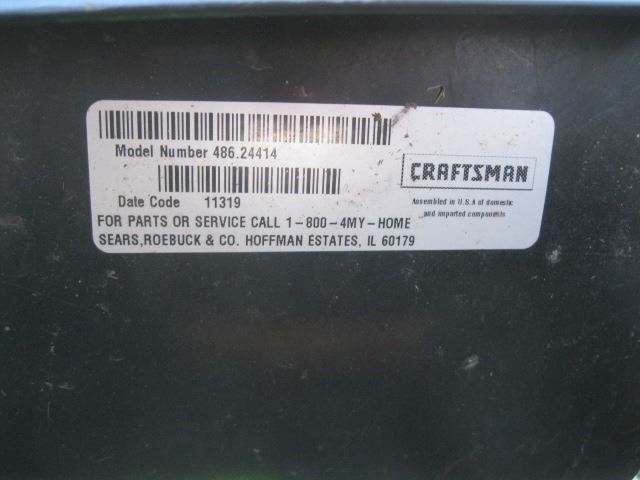 Model Number 486.24414
CRAFTSMAN
Assembled in U.S.A of domestic
and imported components
Date Code 11319
FOR PARTS OR SERVICE CALL 1-800-4MY-HOME
SEARS,ROEBUCK & CO. HOFFMAN ESTATES, IL 60179